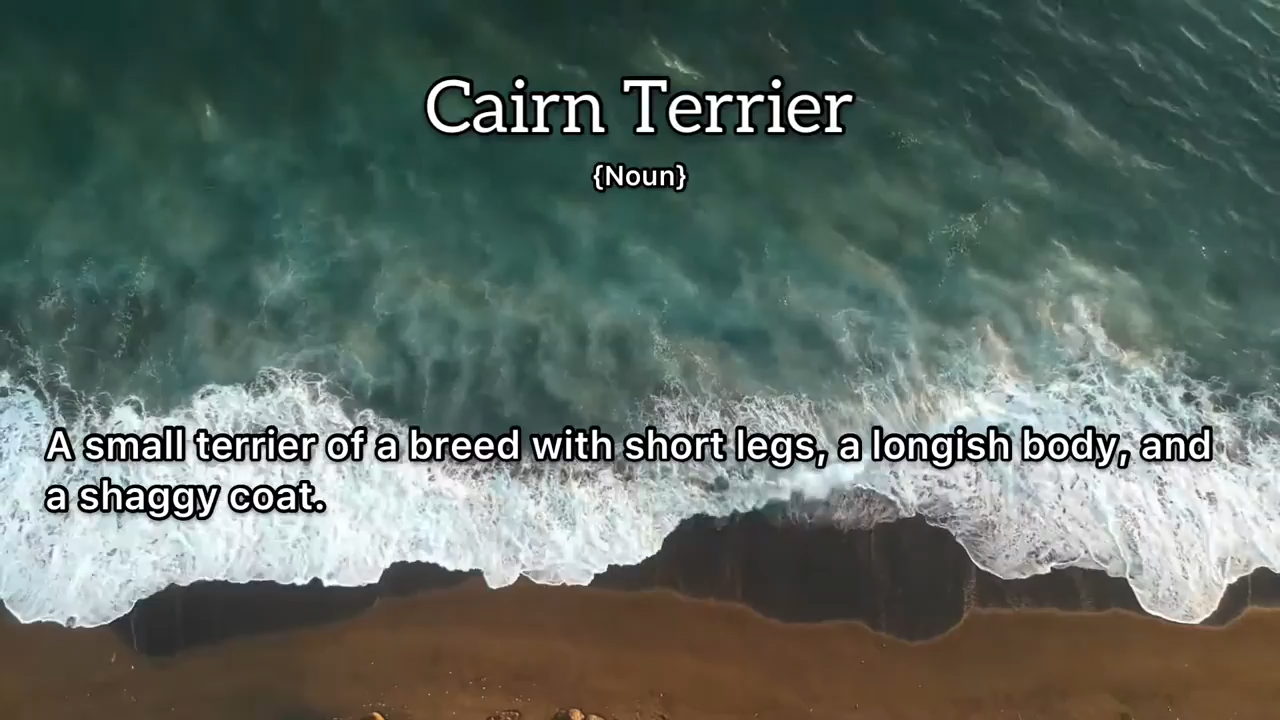 Cairn Terrier
{Noun}
A small terrier of a breed with short legs, a longish body, and
a shaggy coat.